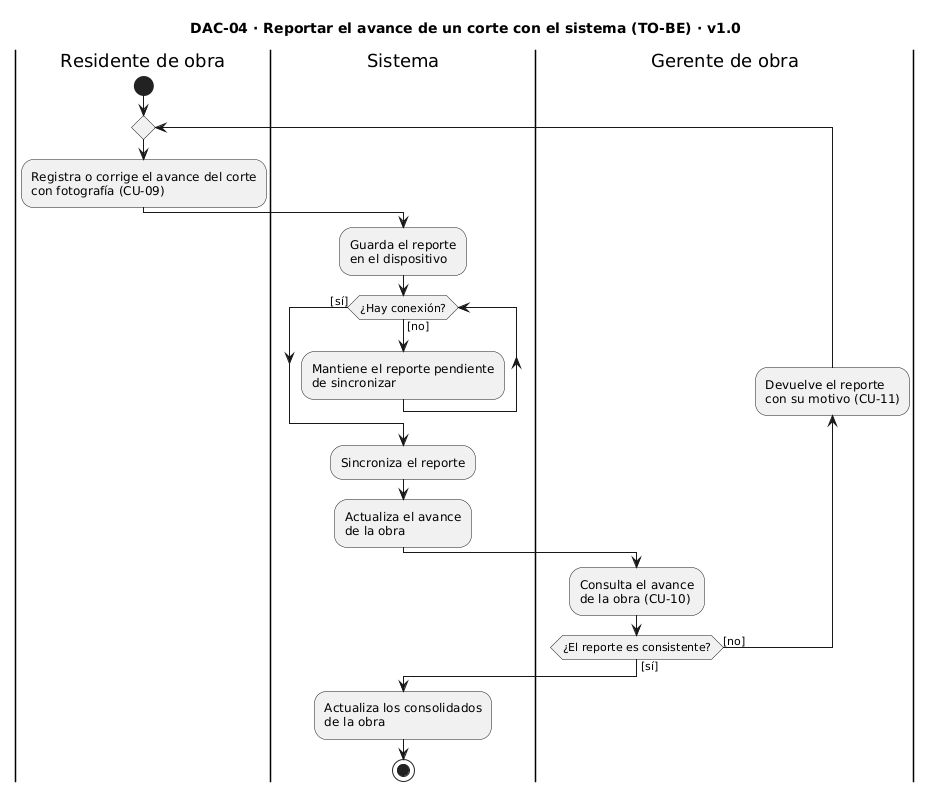 DAC-04 · Reportar el avance de un corte con el sistema (TO-BE) · v1.0
Residente de obra
Sistema
Gerente de obra
Registra o corrige el avance del corte
con fotografía (CU-09)
Guarda el reporte
en el dispositivo
¿Hay conexión?
[sí]
[no]
Mantiene el reporte pendiente
de sincronizar
Devuelve el reporte
con su motivo (CU-11)
Sincroniza el reporte
Actualiza el avance
de la obra
Consulta el avance
de la obra (CU-10)
¿El reporte es consistente?
[no]
[sí]
Actualiza los consolidados
de la obra